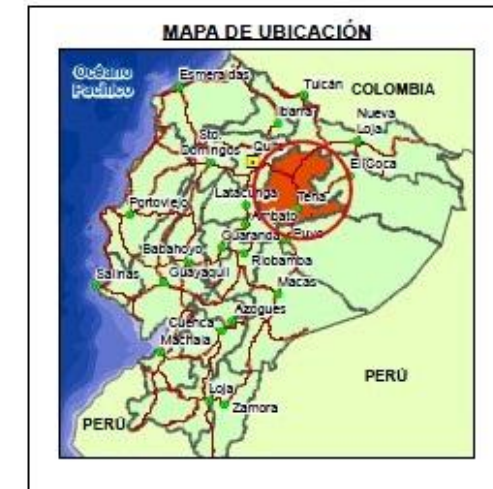 MAPA DE UBICACIÓN
Océano
Pacífico
Esmeraldas
Tulcán
COLOMBIA
Ibarra
Nueva
Loja
Sto.
Domingos
Quito
El Coca
Latacunga
Tena
Portoviejo
Ambato
Guaranda
Puyo
Babahoyo
Riobamba
Salinas
Guayaquil
Macas
Azogues
Cuenca
Machala
PERÚ
Loja
Zamora
PERÚ